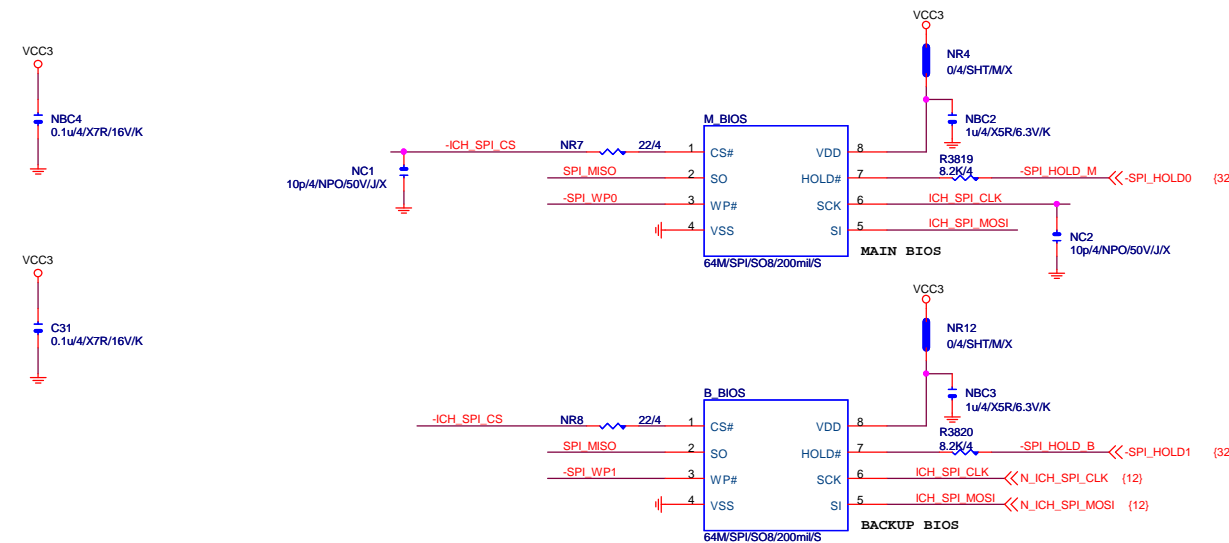 VCC3
NBC4
0.1u/4/X7R/16V/K
VCC3
C31
0.1u/4/X7R/16V/K
VCC3
NR4
0/4/SHT/M/X
NBC2
1u/4/X5R/6.3V/K
M_BIOS
-ICH_SPI_CS
NR7
22/4
1
CS#
VDD
8
NC1
10p/4/NPO/50V/J/X
SPI_MISO
2
SO
HOLD#
7
R3819
8.2K/4
-SPI_HOLD_M
-SPI_HOLD0
{32
-SPI_WP0
3
WP#
SCK
6
ICH_SPI_CLK
4
VSS
SI
5
ICH_SPI_MOSI
NC2
10p/4/NPO/50V/J/X
MAIN BIOS
64M/SPI/SO8/200mil/S
VCC3
NR12
0/4/SHT/M/X
NBC3
1u/4/X5R/6.3V/K
B_BIOS
-ICH_SPI_CS
NR8
22/4
1
CS#
VDD
8
SPI_MISO
2
SO
HOLD#
7
R3820
8.2K/4
-SPI_HOLD_B
-SPI_HOLD1
{32
-SPI_WP1
3
WP#
SCK
6
ICH_SPI_CLK
N_ICH_SPI_CLK
{12}
4
VSS
SI
5
ICH_SPI_MOSI
N_ICH_SPI_MOSI
{12}
BACKUP BIOS
64M/SPI/SO8/200mil/S